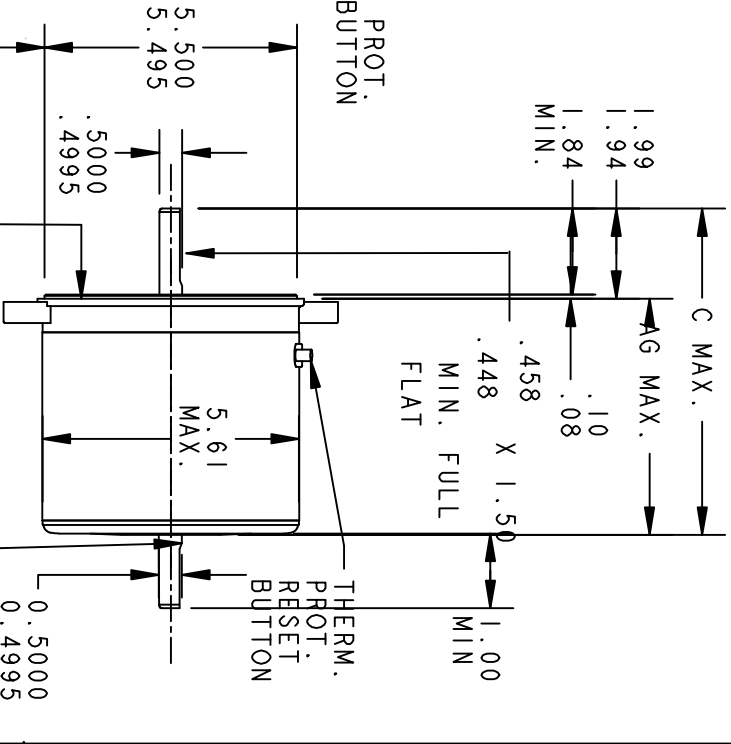 PROT.
BUTTON
5.500
5.495
.5000
.4995
1.99
1.94
1.84
MIN.
C MAX.
AG MAX.
.10
.08
.458
.448
X 1.50
MIN. FULL
FLAT
5.61
MAX.
THERM.
PROT.
RESET
BUTTON
1.00
MIN
0.5000
0.4995